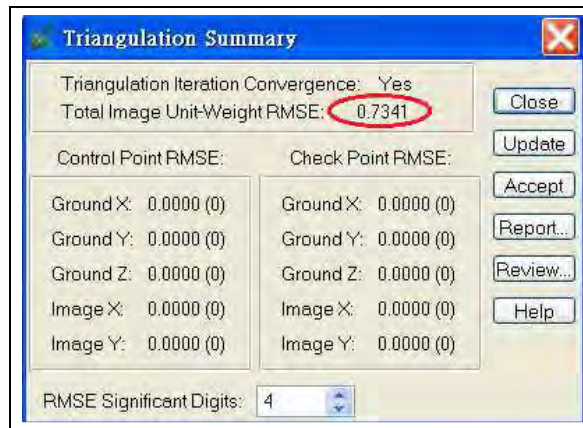 Triangulation Summary
Triangulation Iteration Convergence: Yes
Total Image Unit-Weight RMSE: 0.7341
Close
Update
Accept
Report...
Review...
Help
Control Point RMSE:
Ground X: 0.0000 (0)
Ground Y: 0.0000 (0)
Ground Z: 0.0000 (0)
Image X: 0.0000 (0)
Image Y: 0.0000 (0)
Check Point RMSE:
Ground X: 0.0000 (0)
Ground Y: 0.0000 (0)
Ground Z: 0.0000 (0)
Image X: 0.0000 (0)
Image Y: 0.0000 (0)
RMSE Significant Digits: 4